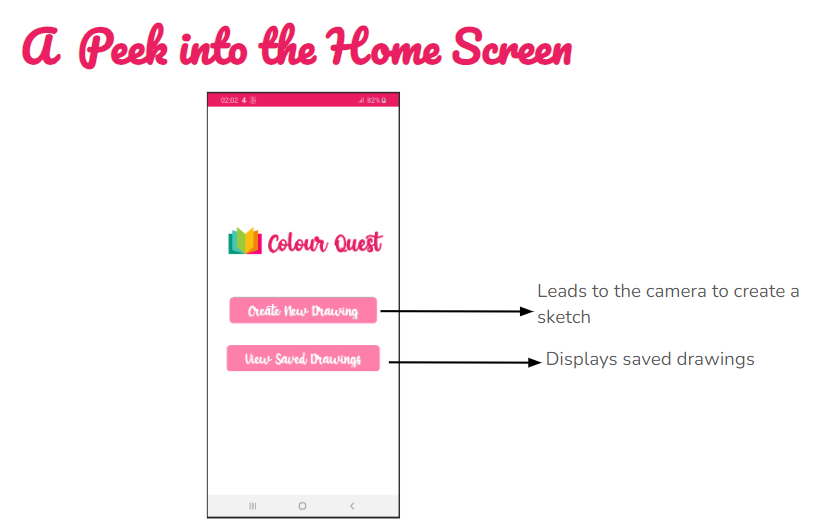 A Peek into the Home Screen
02:02
82%
Colour Quest
Create New Drawing
Leads to the camera to create a
sketch
View Saved Drawings
Displays saved drawings